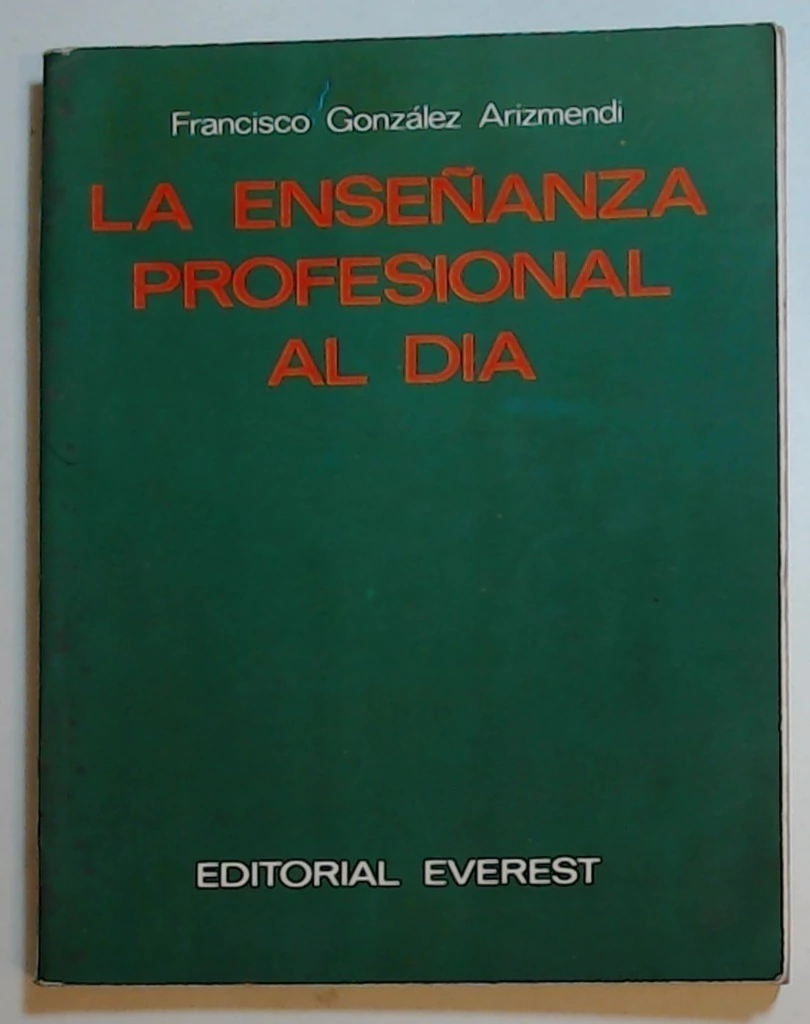 Francisco González Arizmendi
LA ENSEÑANZA
PROFESIONAL
AL DIA
EDITORIAL EVEREST